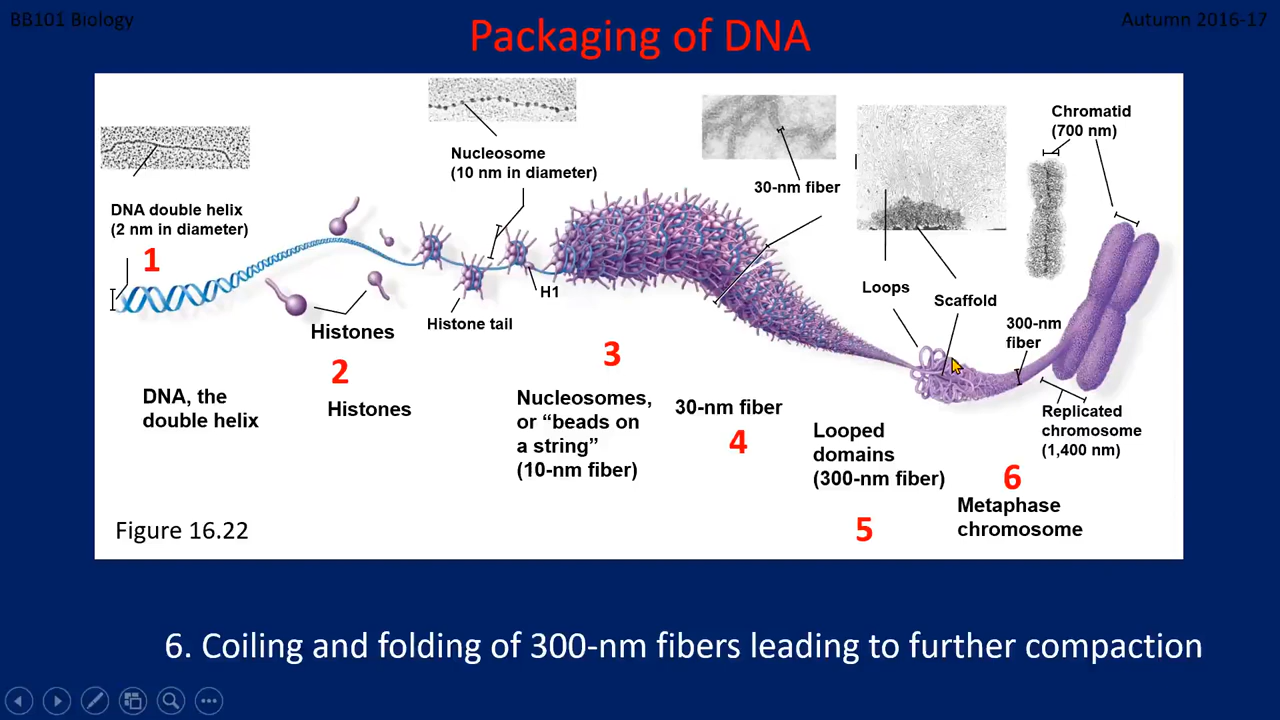 BB101 Biology
Autumn 2016-17
Packaging of DNA
Nucleosome
(10 nm in diameter)
Chromatid
(700 nm)
30-nm fiber
DNA double helix
(2 nm in diameter)
1
Histones
Histone tail
H1
Loops
Scaffold
300-nm
fiber
2
3
DNA, the
double helix
Histones
Nucleosomes,
or “beads on
a string”
(10-nm fiber)
30-nm fiber
4
Looped
domains
(300-nm fiber)
5
Replicated
chromosome
(1,400 nm)
6
Metaphase
chromosome
Figure 16.22
6. Coiling and folding of 300-nm fibers leading to further compaction